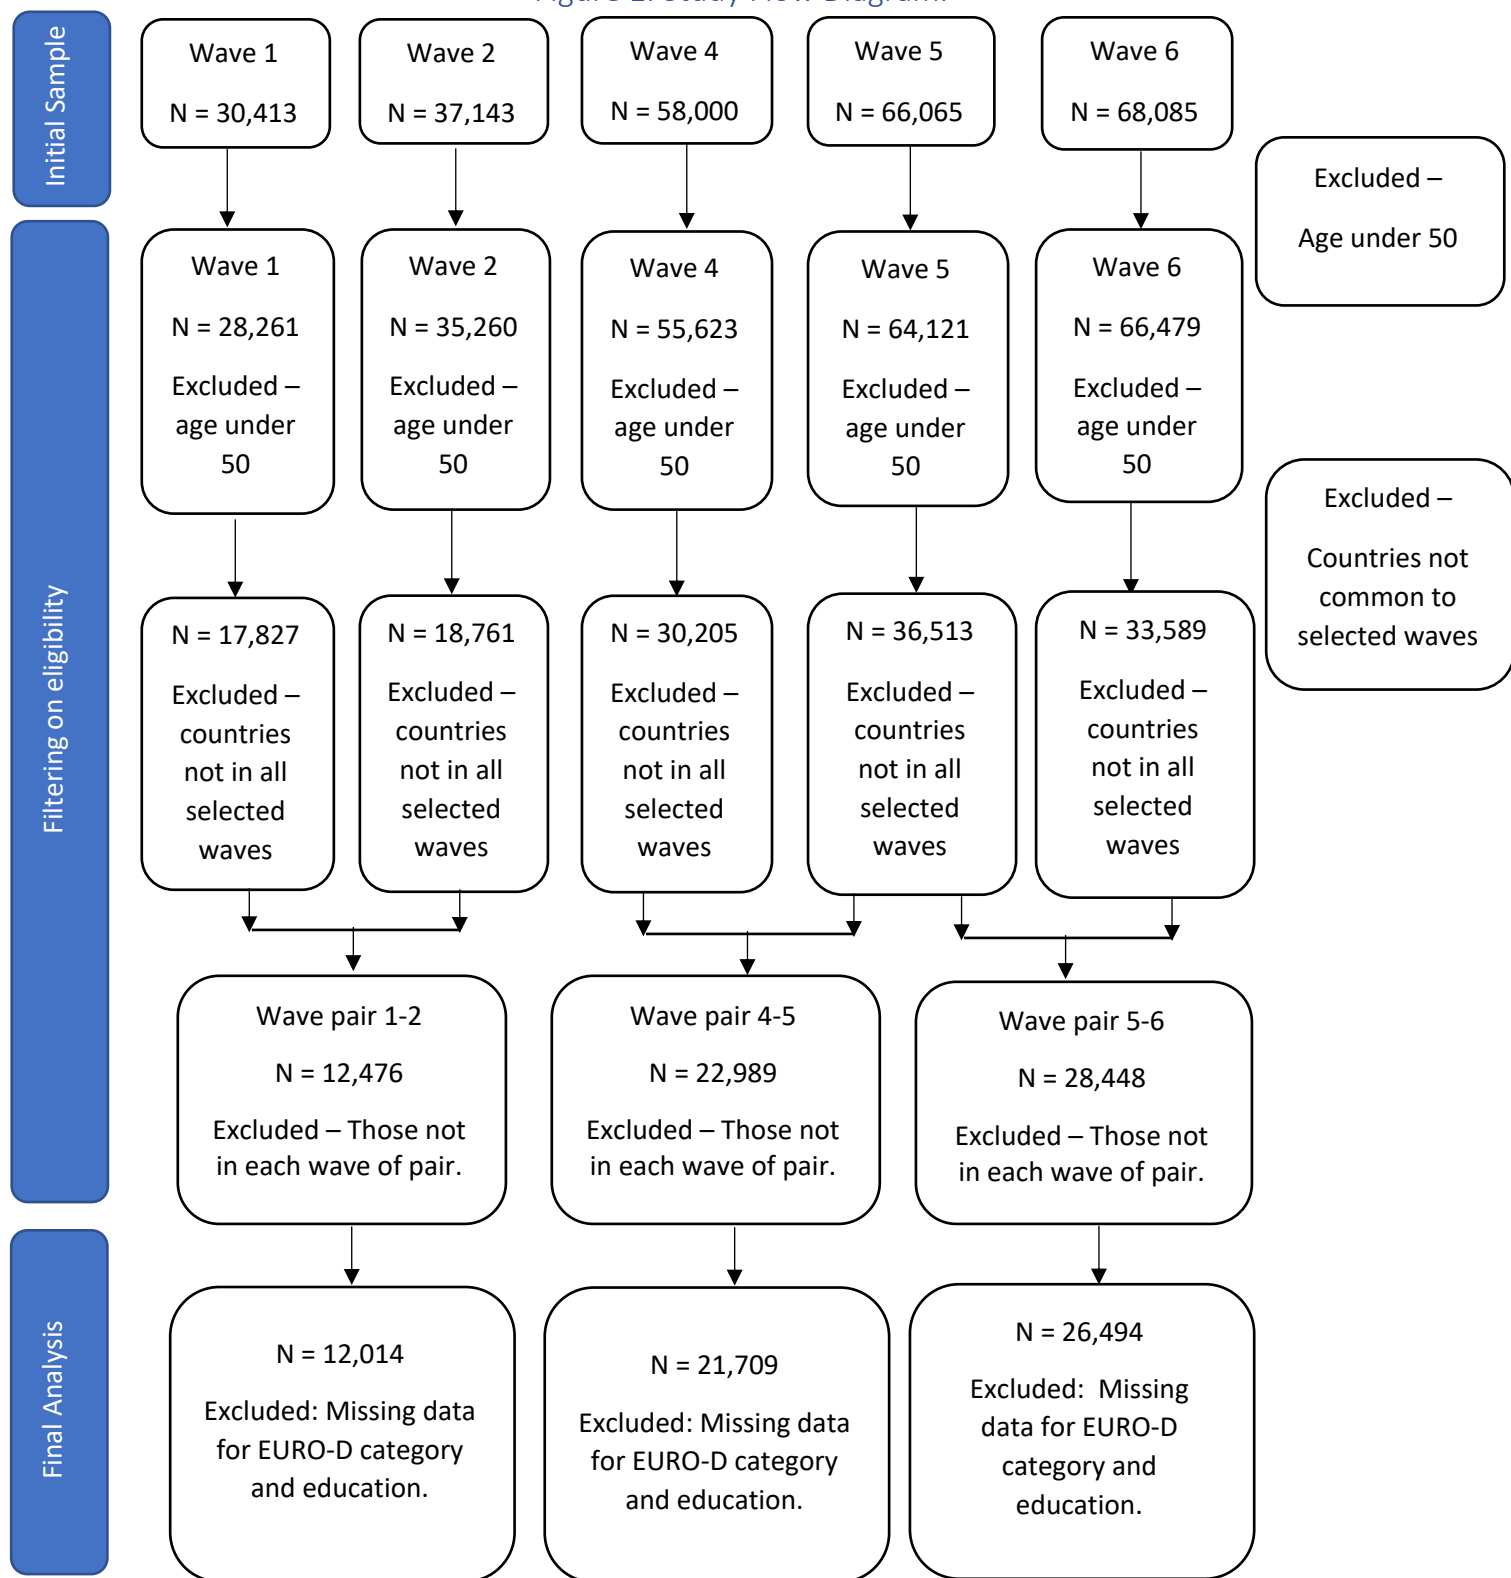 Figure 1. Study Flow Diagram.
Initial Sample
Wave 1
N = 30,413
Wave 2
N = 37,143
Wave 4
N = 58,000
Wave 5
N = 66,065
Wave 6
N = 68,085
Excluded –
Age under 50
Filtering on eligibility
Wave 1
N = 28,261
Excluded –
age under
50
Wave 2
N = 35,260
Excluded –
age under
50
Wave 4
N = 55,623
Excluded –
age under
50
Wave 5
N = 64,121
Excluded –
age under
50
Wave 6
N = 66,479
Excluded –
age under
50
Excluded –
Countries not
common to
selected waves
N = 17,827
Excluded –
countries
not in all
selected
waves
N = 18,761
Excluded –
countries
not in all
selected
waves
N = 30,205
Excluded –
countries
not in all
selected
waves
N = 36,513
Excluded –
countries
not in all
selected
waves
N = 33,589
Excluded –
countries
not in all
selected
waves
Wave pair 1-2
N = 12,476
Excluded – Those not
in each wave of pair.
Wave pair 4-5
N = 22,989
Excluded – Those not
in each wave of pair.
Wave pair 5-6
N = 28,448
Excluded – Those not
in each wave of pair.
Final Analysis
N = 12,014
Excluded: Missing data
for EURO-D category
and education.
N = 21,709
Excluded: Missing data
for EURO-D category
and education.
N = 26,494
Excluded:  Missing
data for EURO-D
category and
education.